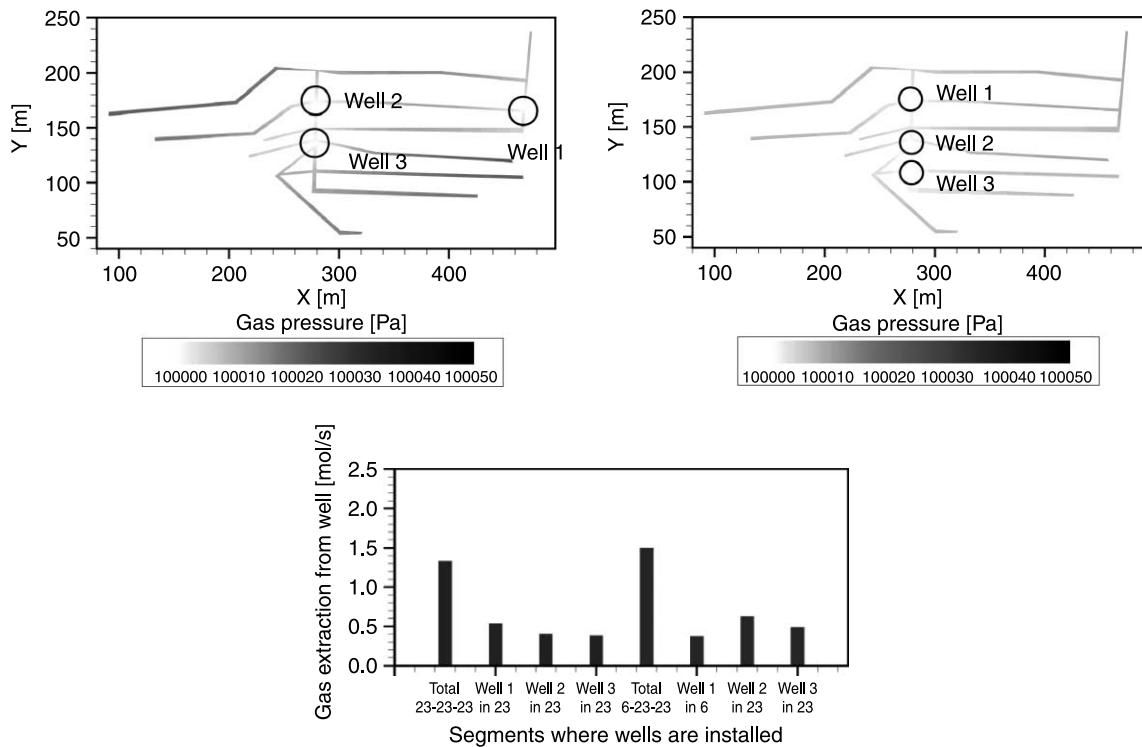 250
200
150
100
50
Y [m]
Well 2
Well 3
Well 1
100 200 300 400
X [m]
Gas pressure [Pa]
100000 100010 100020 100030 100040 100050
250
200
150
100
50
Y [m]
Well 1
Well 2
Well 3
100 200 300 400
X [m]
Gas pressure [Pa]
100000 100010 100020 100030 100040 100050
Gas extraction from well [mol/s]
2.5
2.0
1.5
1.0
0.5
0.0
Total Well 1 Well 2 Well 3 Total Well 1 Well 2 Well 3
23-23-23 in 23 in 23 in 23 6-23-23 in 6 in 23 in 23
Segments where wells are installed